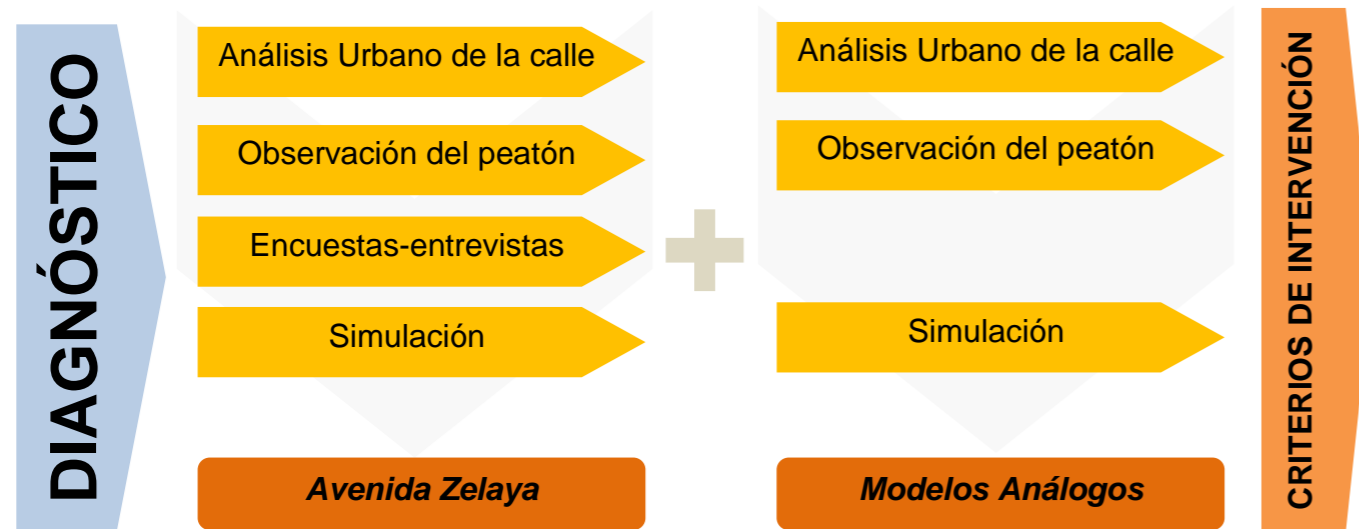 DIAGNÓSTICO
Análisis Urbano de la calle
Observación del peatón
Encuestas-entrevistas
Simulación
Avenida Zelaya
Análisis Urbano de la calle
Observación del peatón
Simulación
Modelos Análogos
CRITERIOS DE INTERVENCIÓN